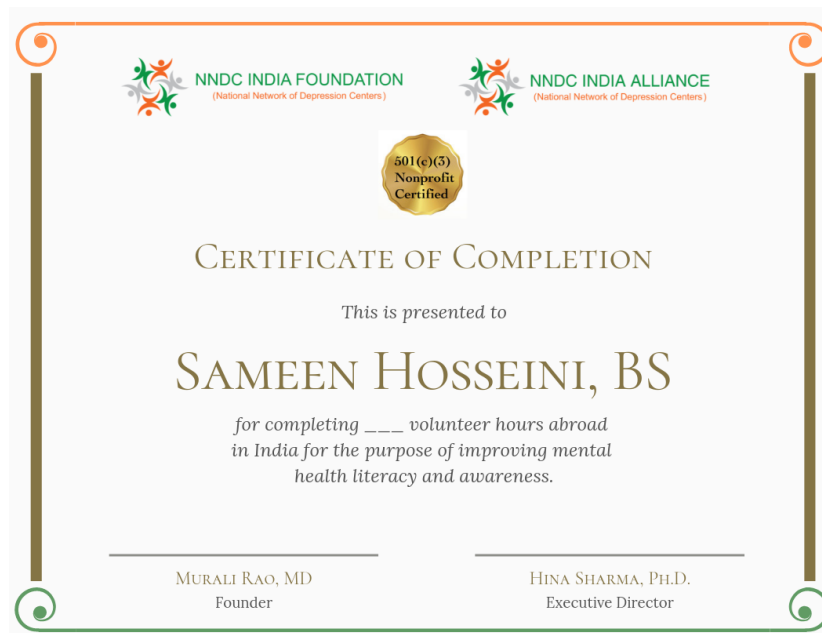 NNDC INDIA FOUNDATION
(National Network of Depression Centers)
NNDC INDIA ALLIANCE
(National Network of Depression Centers)
501(c)(3)
Nonprofit
Certified
Certificate of Completion
This is presented to
Sameen Hosseini, BS
for completing ___ volunteer hours abroad
in India for the purpose of improving mental
health literacy and awareness.
Murali Rao, MD
Founder
Hina Sharma, Ph.D.
Executive Director